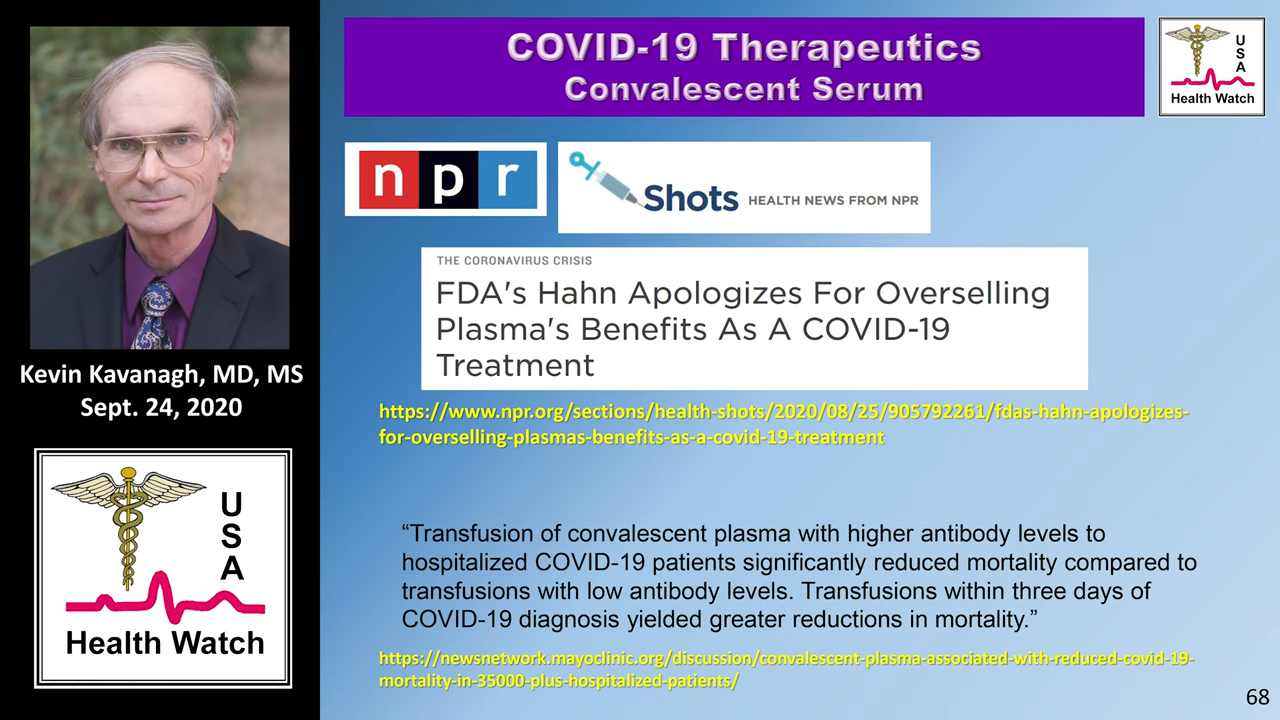 Kevin Kavanagh, MD, MS
Sept. 24, 2020
U
S
A
Health Watch
COVID-19 Therapeutics
Convalescent Serum
U
S
A
Health Watch
npr
Shots HEALTH NEWS FROM NPR
THE CORONAVIRUS CRISIS
FDA's Hahn Apologizes For Overselling
Plasma's Benefits As A COVID-19
Treatment
https://www.npr.org/sections/health-shots/2020/08/25/905792261/fdas-hahn-apologizes-
for-overselling-plasmas-benefits-as-a-covid-19-treatment
“Transfusion of convalescent plasma with higher antibody levels to
hospitalized COVID-19 patients significantly reduced mortality compared to
transfusions with low antibody levels. Transfusions within three days of
COVID-19 diagnosis yielded greater reductions in mortality.”
https://newsnetwork.mayoclinic.org/discussion/convalescent-plasma-associated-with-reduced-covid-19-
mortality-in-35000-plus-hospitalized-patients/
68